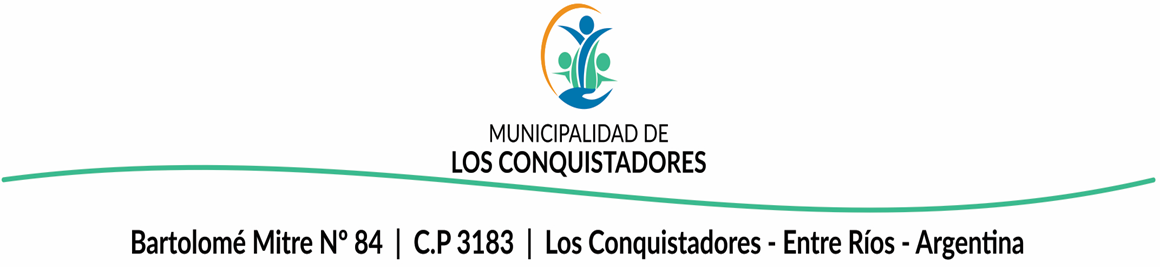 MUNICIPALIDAD DE
LOS CONQUISTADORES
Bartolomé Mitre Nº 84 | C.P 3183 | Los Conquistadores - Entre Ríos - Argentina